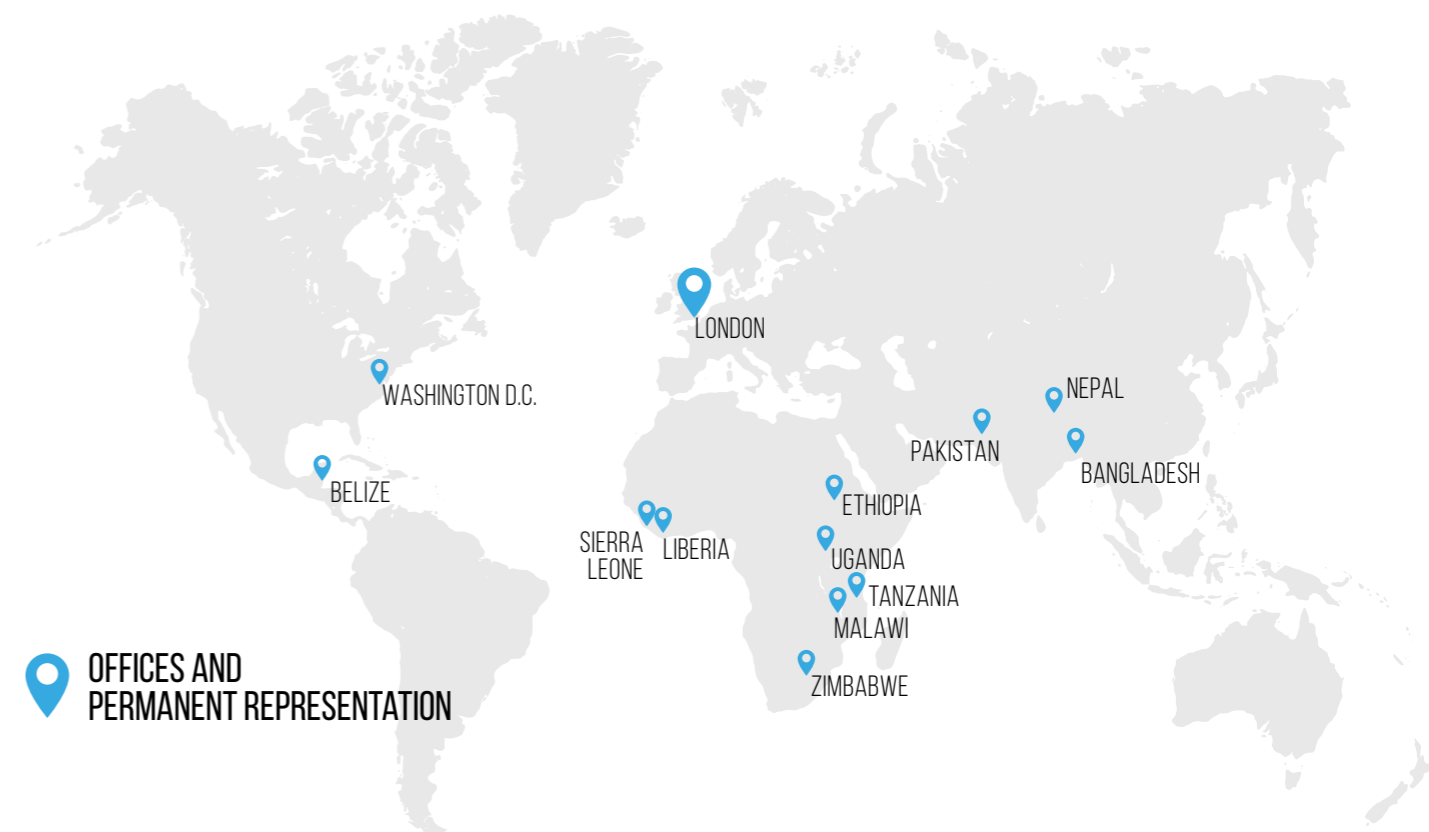 LONDON
WASHINGTON D.C.
NEPAL
PAKISTAN
BANGLADESH
BELIZE
ETHIOPIA
SIERRA
LEONE
LIBERIA
UGANDA
TANZANIA
MALAWI
ZIMBABWE
OFFICES AND
PERMANENT REPRESENTATION